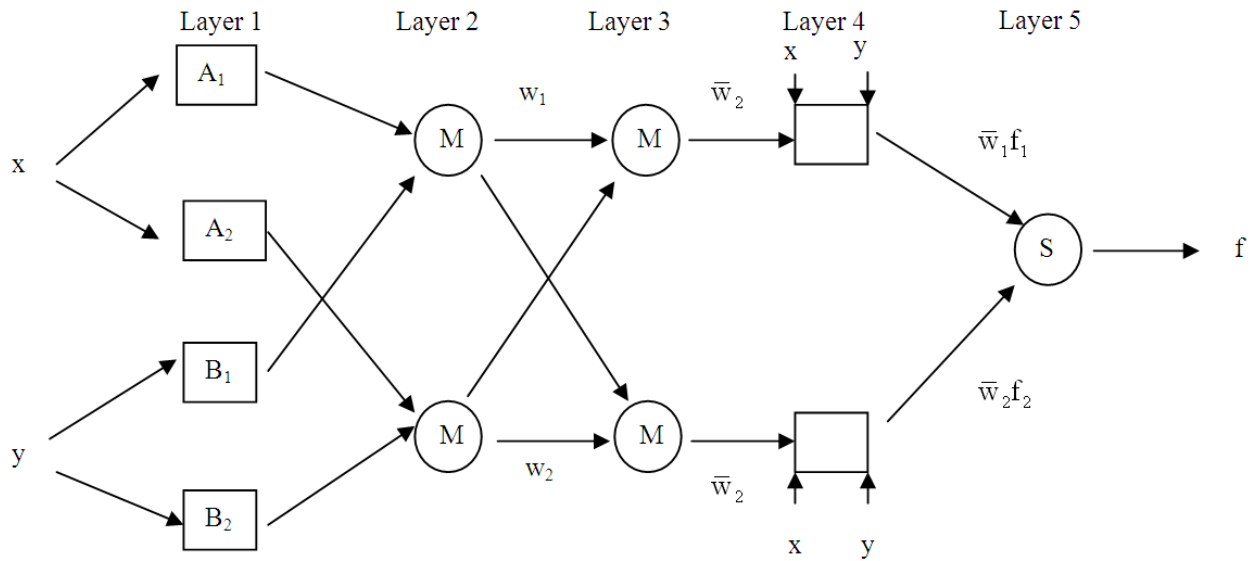 Layer 1 Layer 2 Layer 3 Layer 4 Layer 5
x y
A₁
w₁ w̅₂
M M
w̅₁f₁
x
A₂
S f
B₁
w̅₂f₂
M M
y
w₂ w̅₂
B₂
x y